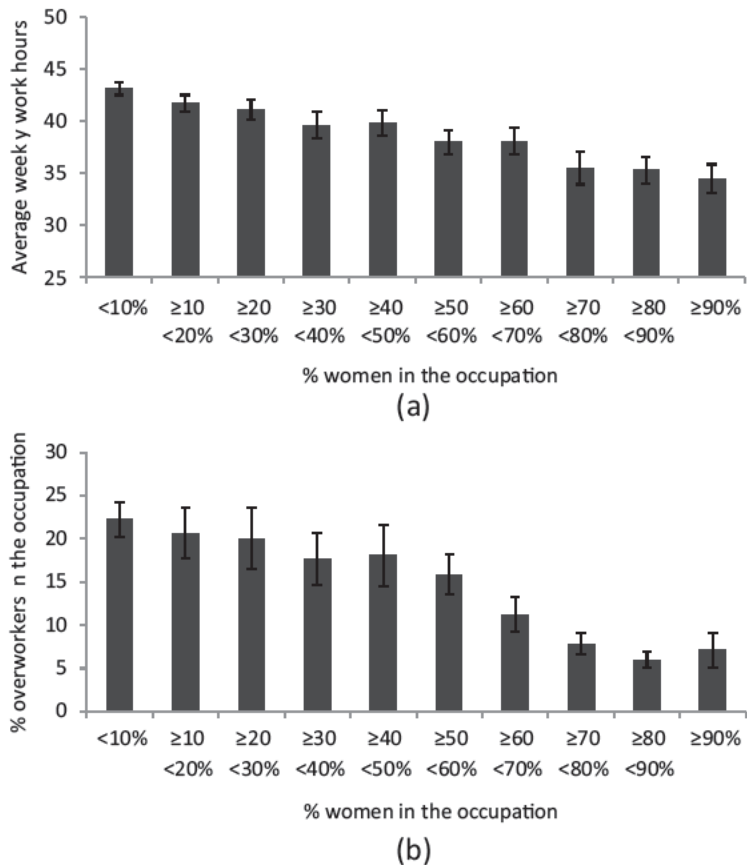 50
45
40
35
30
25
Average week y work hours
<10% ≥10 ≥20 ≥30 ≥40 ≥50 ≥60 ≥70 ≥80 ≥90%
<20% <30% <40% <50% <60% <70% <80% <90%
% women in the occupation
(a)
30
25
20
15
10
5
0
% overworkers n the occupation
<10% ≥10 ≥20 ≥30 ≥40 ≥50 ≥60 ≥70 ≥80 ≥90%
<20% <30% <40% <50% <60% <70% <80% <90%
% women in the occupation
(b)